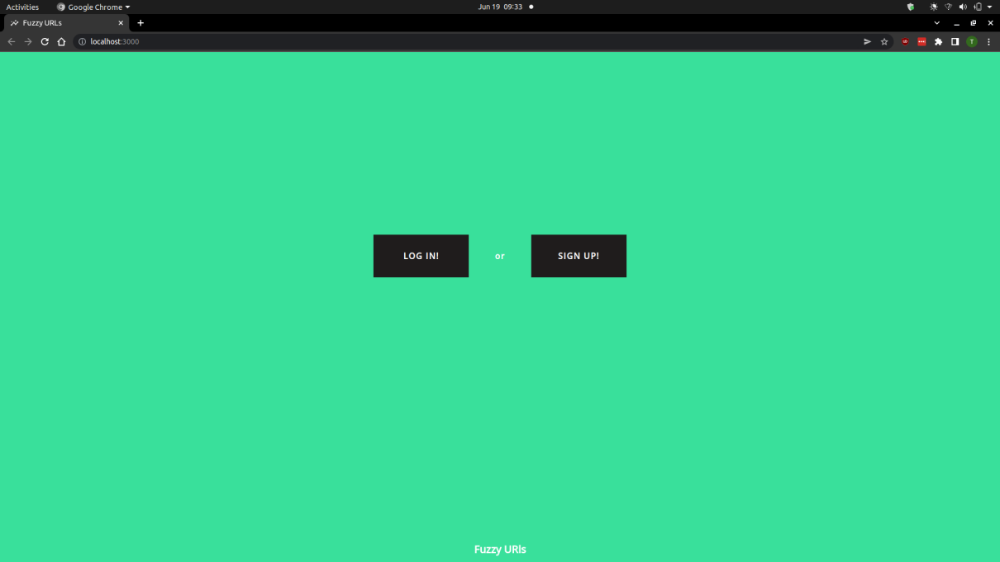 Activities Google Chrome Jun 19 09:33
Fuzzy URLs
localhost:3000 T
LOG IN! or SIGN UP!
Fuzzy URls